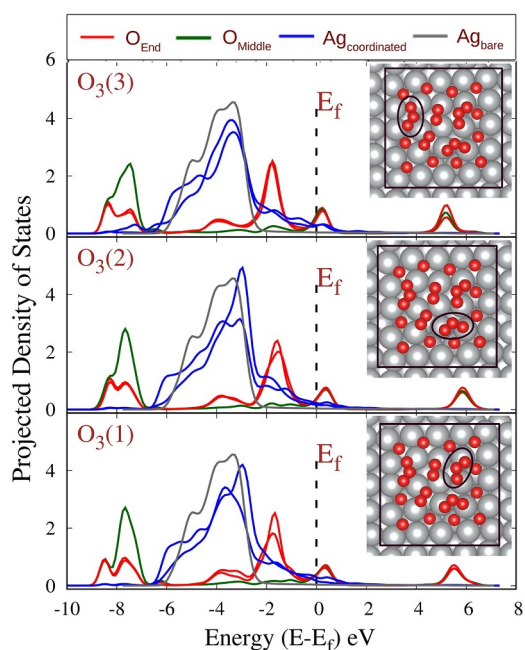 O_End O_Middle Ag_coordinated Ag_bare
6
O₃(3)
E_f
4
2
0
O₃(2)
E_f
4
2
0
O₃(1)
E_f
4
2
0
-10 -8 -6 -4 -2 0 2 4 6 8
Projected Density of States
Energy (E-E_f) eV